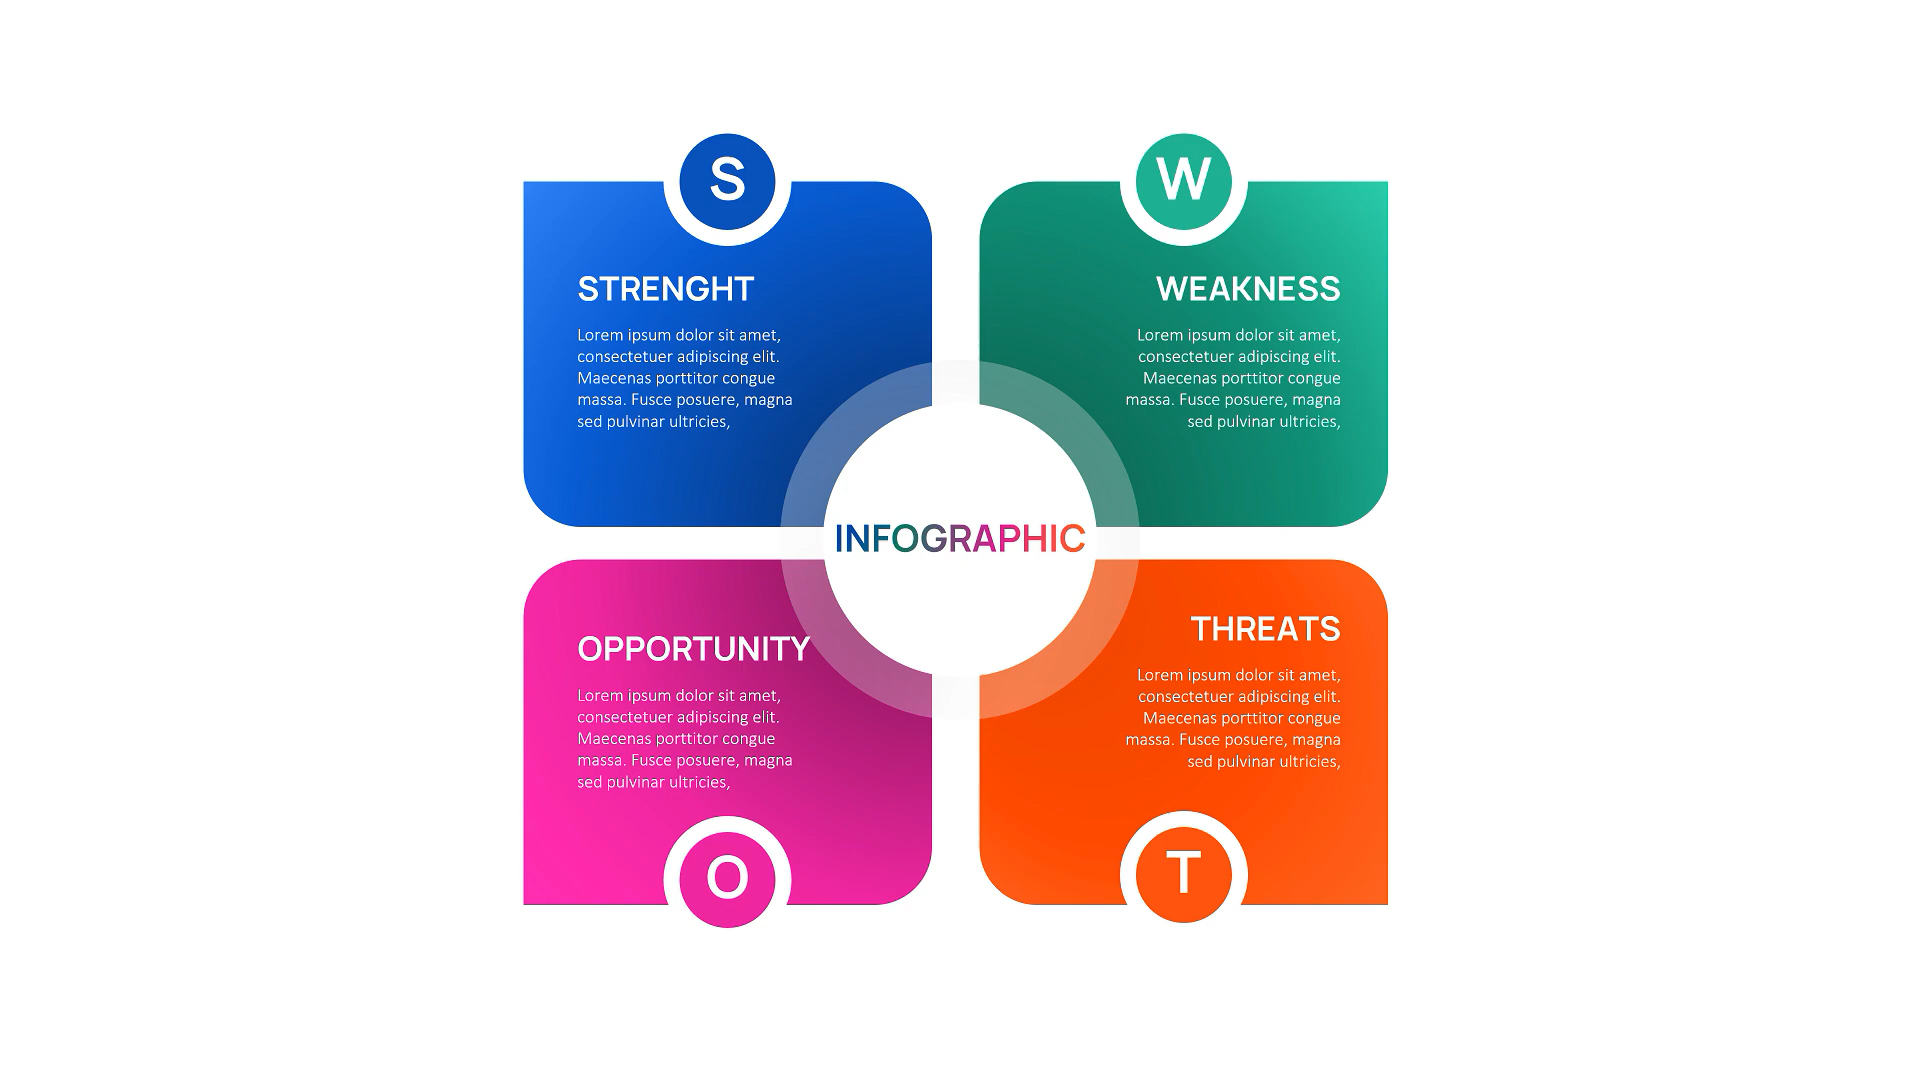 S
STRENGHT
Lorem ipsum dolor sit amet,
consectetuer adipiscing elit.
Maecenas porttitor congue
massa. Fusce posuere, magna
sed pulvinar ultricies,
W
WEAKNESS
Lorem ipsum dolor sit amet,
consectetuer adipiscing elit.
Maecenas porttitor congue
massa. Fusce posuere, magna
sed pulvinar ultricies,
INFOGRAPHIC
OPPORTUNITY
Lorem ipsum dolor sit amet,
consectetuer adipiscing elit.
Maecenas porttitor congue
massa. Fusce posuere, magna
sed pulvinar ultricies,
O
THREATS
Lorem ipsum dolor sit amet,
consectetuer adipiscing elit.
Maecenas porttitor congue
massa. Fusce posuere, magna
sed pulvinar ultricies,
T